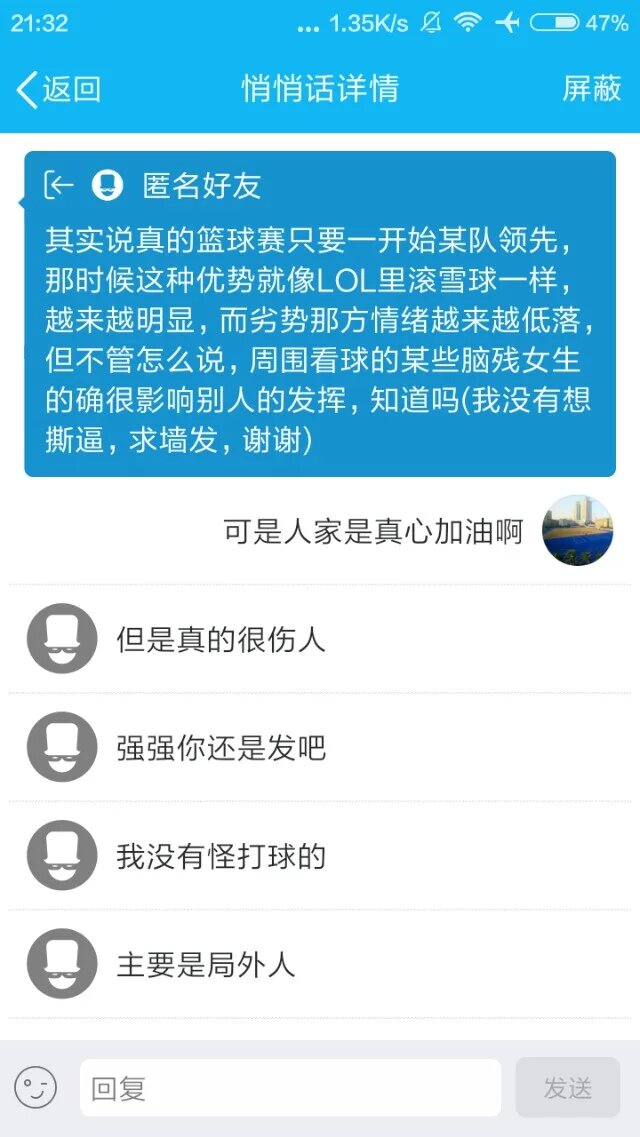 21:32
... 1.35K/s
47%
返回
悄悄话详情
屏蔽
匿名好友
其实说真的篮球赛只要一开始某队领先，
那时候这种优势就像LOL里滚雪球一样，
越来越明显，而劣势那方情绪越来越低落，
但不管怎么说，周围看球的某些脑残女生
的确很影响别人的发挥，知道吗(我没有想
撕逼，求墙发，谢谢)
可是人家是真心加油啊
但是真的很伤人
强强你还是发吧
我没有怪打球的
主要是局外人
回复
发送